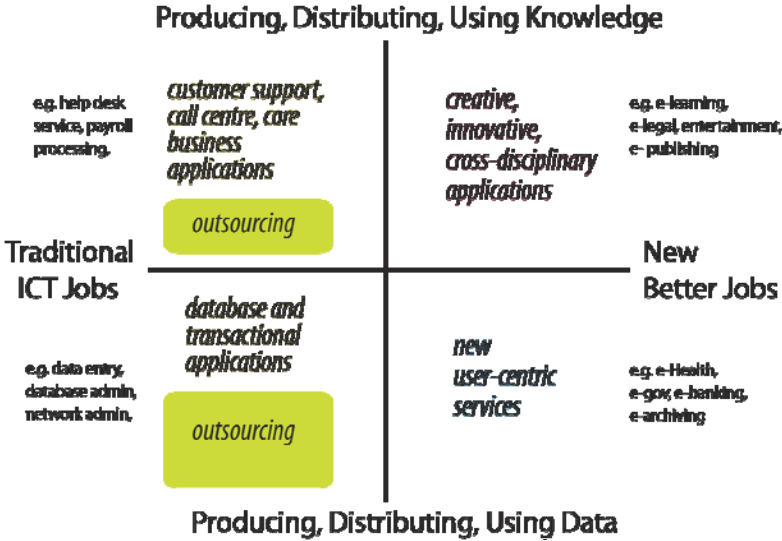 Producing, Distributing, Using Knowledge
e.g. help desk
service, payroll
processing,
customer support,
call centre, core
business
applications
outsourcing
creative,
innovative,
cross-disciplinary
applications
e.g. e-learning,
e-legal, entertainment,
e- publishing
Traditional
ICT Jobs
New
Better Jobs
e.g. data entry,
database admin,
network admin,
database and
transactional
applications
outsourcing
new
user-centric
services
e.g. e-Health,
e-gov, e-banking,
e-archiving
Producing, Distributing, Using Data